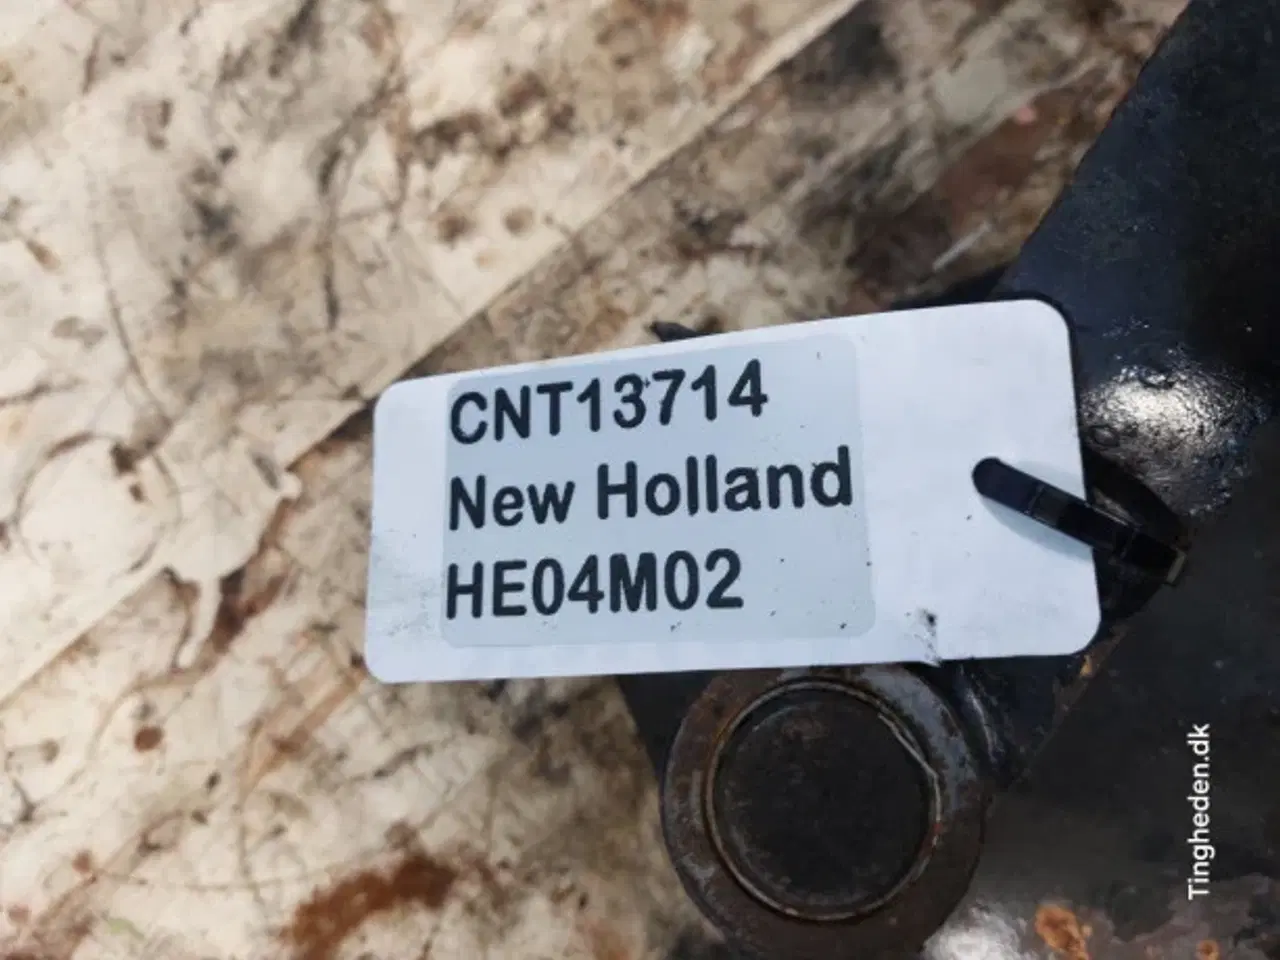 CNT13714
New Holland
HE04M02
Tingheden.dk